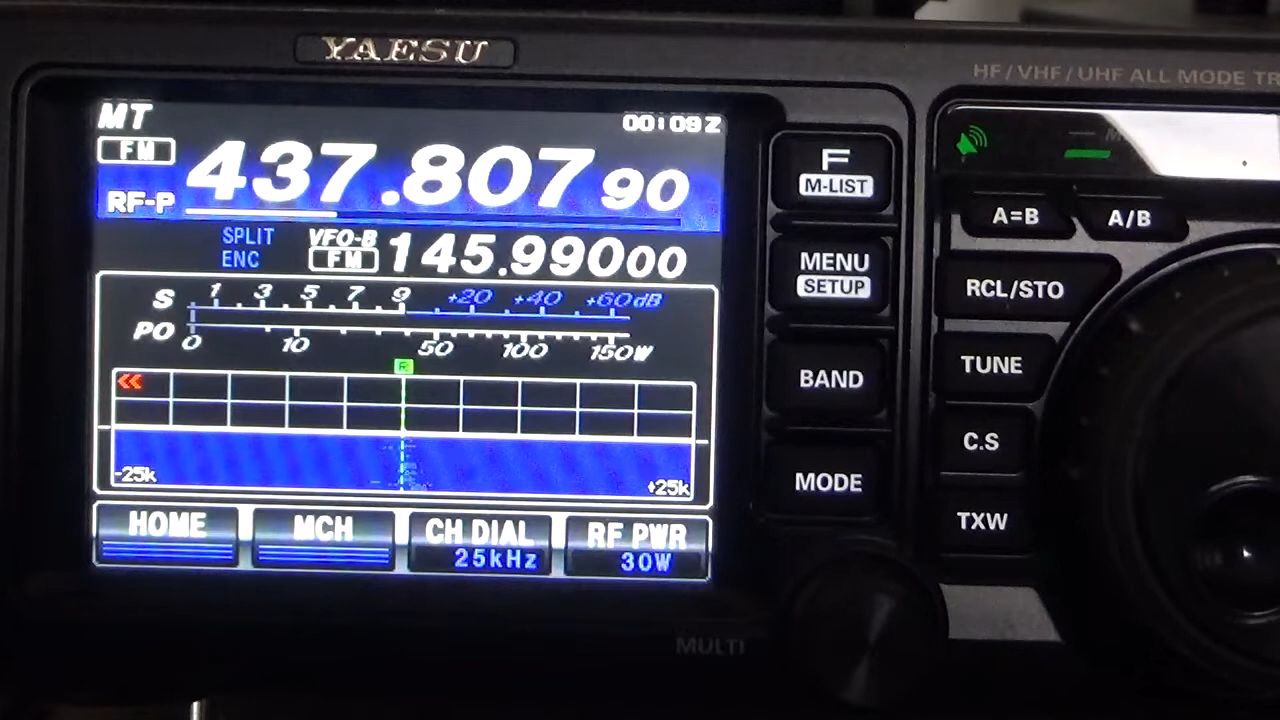 YAESU
HF/VHF/UHF ALL MODE TR
MT
00:09Z
FM
437.807 90
RF-P
SPLIT
ENC
VFO-B
FM
145.990 00
S 1 3 5 7 9 +20 +40 +60dB
PO 0 10 50 100 150W
R
-25k
+25k
HOME
MCH
CH DIAL
25kHz
RF PWR
30W
F
M-LIST
MENU
SETUP
BAND
MODE
A=B
A/B
RCL/STO
TUNE
C.S
TXW
MULTI